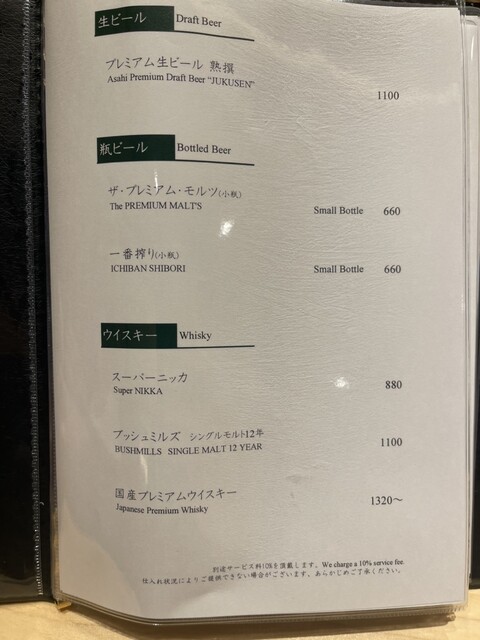 生ビール Draft Beer
プレミアム生ビール 熟撰
Asahi Premium Draft Beer "JUKUSEN"
1100
瓶ビール Bottled Beer
ザ・プレミアム・モルツ(小瓶)
The PREMIUM MALT'S Small Bottle 660
一番搾り(小瓶)
ICHIBAN SHIBORI Small Bottle 660
ウイスキー Whisky
スーパーニッカ
Super NIKKA 880
ブッシュミルズ シングルモルト12年
BUSHMILLS SINGLE MALT 12 YEAR 1100
国産プレミアムウイスキー
Japanese Premium Whisky 1320～
別途サービス料10%を頂戴します。We charge a 10% service fee.
仕入れ状況によりご提供できない場合がございます。あらかじめご了承ください。